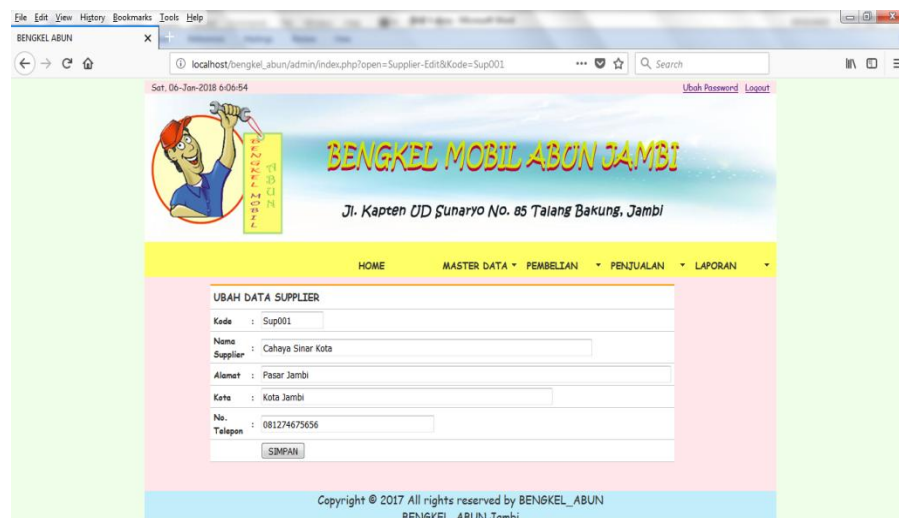 File Edit View History Bookmarks Tools Help
BENGKEL ABUN
localhost/bengkel_abun/admin/index.php?open=Supplier-Edit&Kode=Sup001
Search
Sat, 06-Jan-2018 6:06:54
Ubah Password Logout
BENGKEL MOBIL
ABUN
BENGKEL MOBIL ABUN JAMBI
Jl. Kapten UD Sunaryo No. 85 Talang Bakung, Jambi
HOME MASTER DATA PEMBELIAN PENJUALAN LAPORAN
UBAH DATA SUPPLIER
Kode : Sup001
Nama
Supplier : Cahaya Sinar Kota
Alamat : Pasar Jambi
Kota : Kota Jambi
No.
Telepon : 081274675656
SIMPAN
Copyright © 2017 All rights reserved by BENGKEL_ABUN
BENGKEL ABUN Jambi